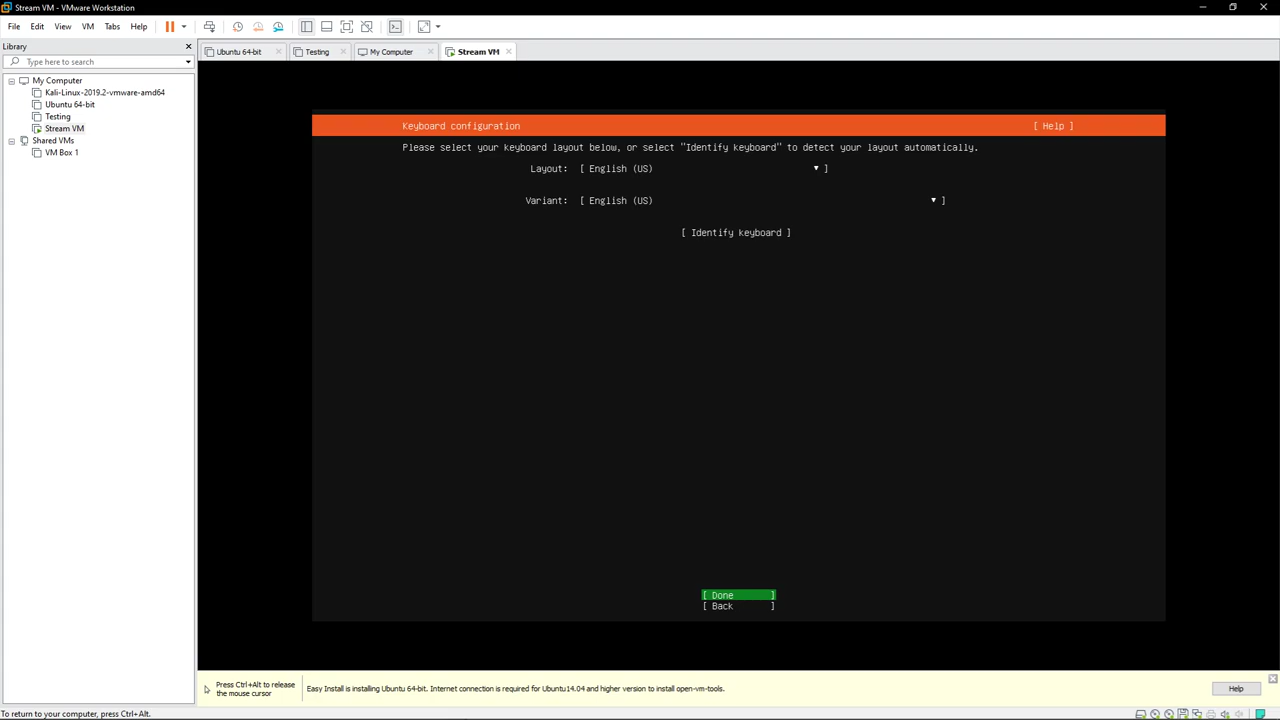 Stream VM - VMware Workstation
File Edit View VM Tabs Help
Library
Type here to search
My Computer
Kali-Linux-2019.2-vmware-amd64
Ubuntu 64-bit
Testing
Stream VM
Shared VMs
VM Box 1
Ubuntu 64-bit Testing My Computer Stream VM
Keyboard configuration [ Help ]
Please select your keyboard layout below, or select "Identify keyboard" to detect your layout automatically.
Layout: [ English (US) ▾ ]
Variant: [ English (US) ▾ ]
[ Identify keyboard ]
[ Done ]
[ Back ]
Press Ctrl+Alt to release
the mouse cursor
Easy Install is installing Ubuntu 64-bit. Internet connection is required for Ubuntu14.04 and higher version to install open-vm-tools.
Help
To return to your computer, press Ctrl+Alt.